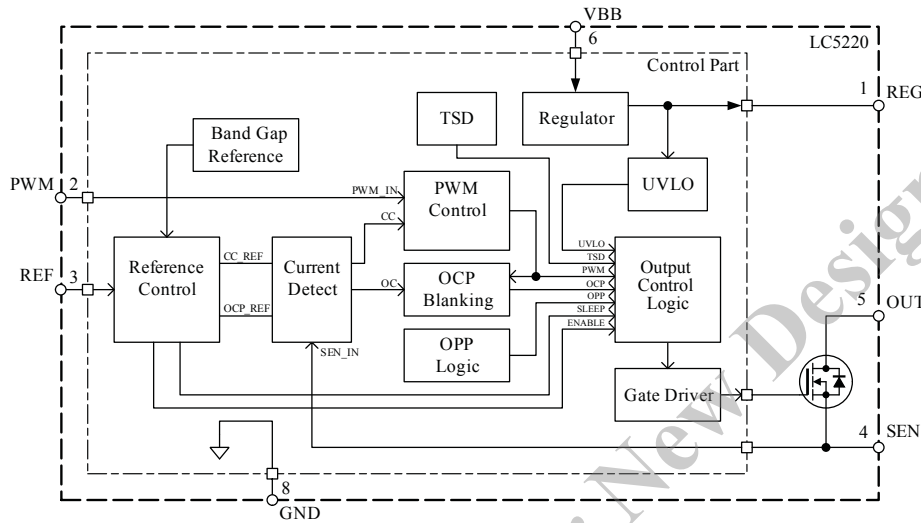 VBB
6
LC5220
Control Part
1
REG
TSD
Regulator
Band Gap
Reference
UVLO
PWM
2
PWM_IN
PWM
Control
CC
REF
3
Reference
Control
CC_REF
OCP_REF
Current
Detect
OC
OCP
Blanking
SEN_IN
OPP
Logic
UVLO
TSD
PWM
OCP
OPP
SLEEP
ENABLE
Output
Control
Logic
5
OUT
Gate Driver
4
SEN
8
GND
New Design